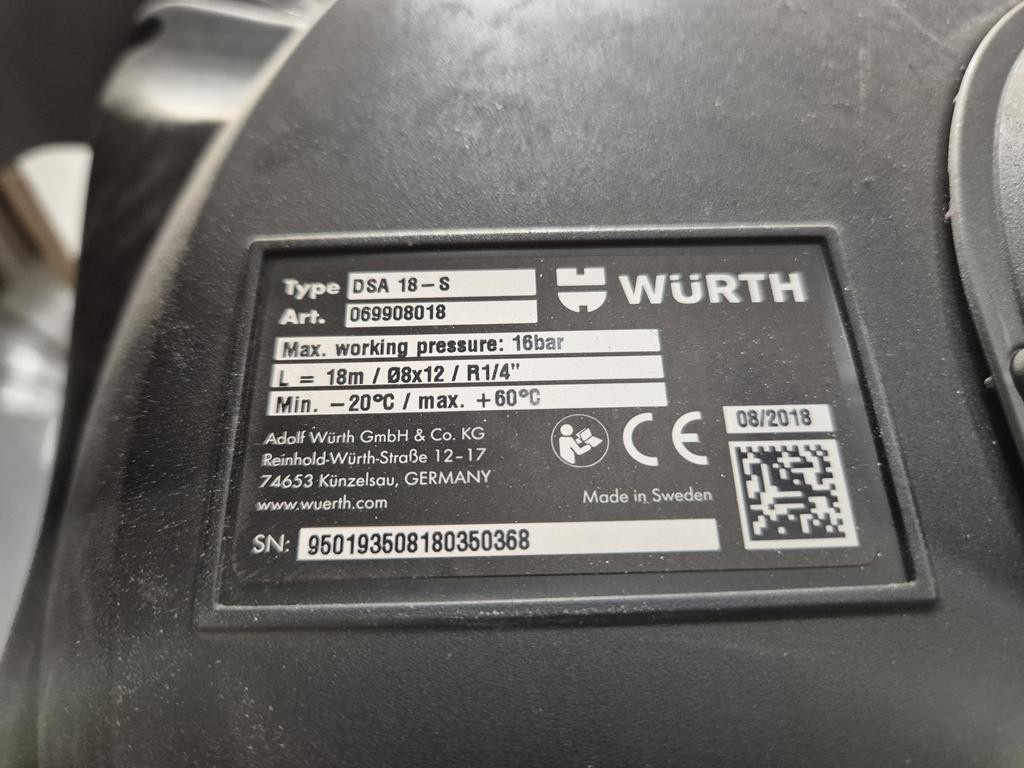 Type DSA 18-S
WÜRTH
Art. 069908018
Max. working pressure: 16bar
L = 18m / Ø8x12 / R1/4"
Min. -20°C / max. +60°C
Adolf Würth GmbH & Co. KG
Reinhold-Würth-Straße 12-17
74653 Künzelsau, GERMANY
www.wuerth.com
CE
08/2018
Made in Sweden
SN: 950193508180350368